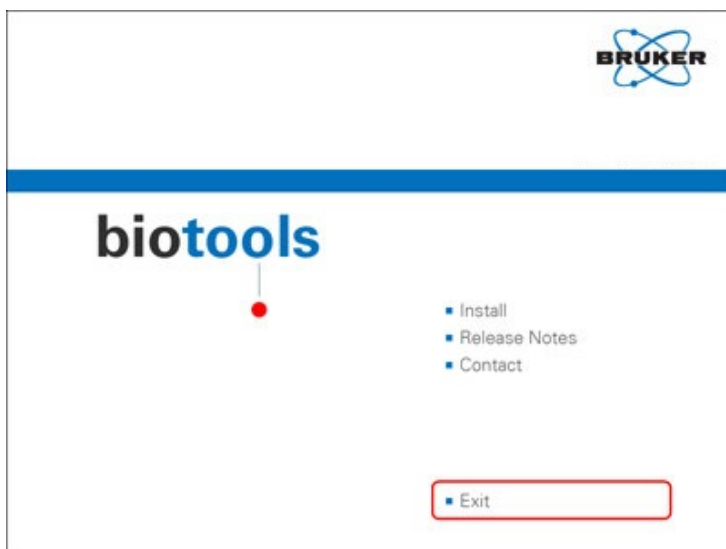 BRUKER
biotools
Install
Release Notes
Contact
Exit